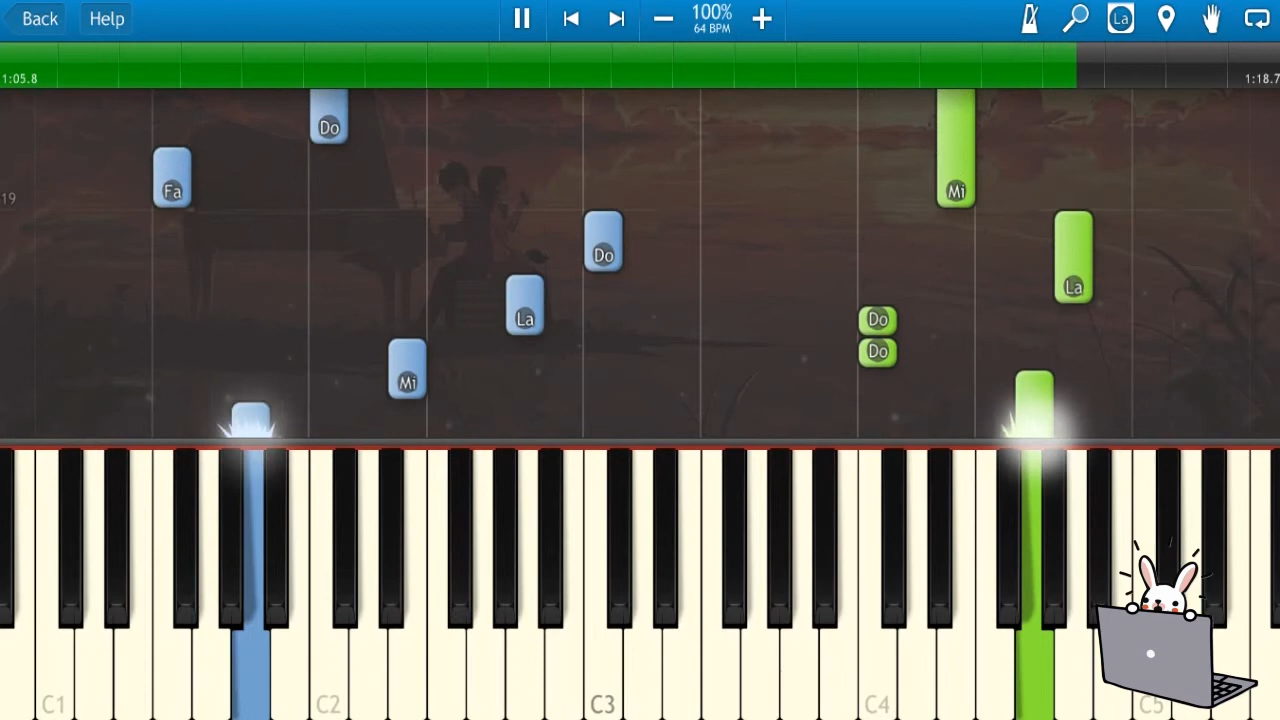 Back
Help
100%
64 BPM
La
1:05.8
1:18.7
Do
Fa
Mi
19
Do
La
Do
La
Do
Mi
C1
C2
C3
C4
C5